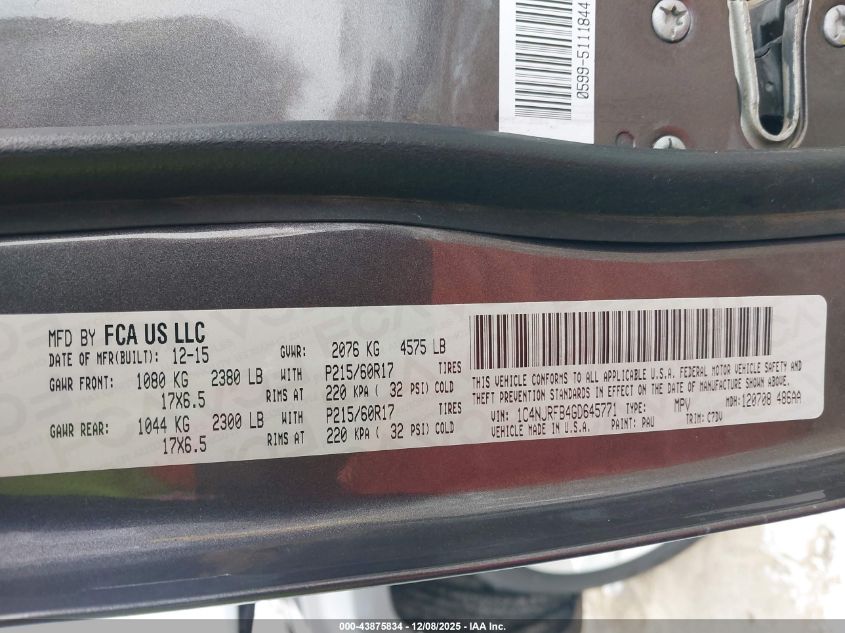 0599-5111844
MFD BY FCA US LLC
DATE OF MFR(BUILT): 12-15 GVWR: 2076 KG 4575 LB
GAWR FRONT: 1080 KG 2380 LB WITH P215/60R17 TIRES
17X6.5 RIMS AT 220 KPA ( 32 PSI) COLD
GAWR REAR: 1044 KG 2300 LB WITH P215/60R17 TIRES
17X6.5 RIMS AT 220 KPA ( 32 PSI) COLD
THIS VEHICLE CONFORMS TO ALL APPLICABLE U.S.A. FEDERAL MOTOR VEHICLE SAFETY AND
THEFT PREVENTION STANDARDS IN EFFECT ON THE DATE OF MANUFACTURE SHOWN ABOVE.
VIN: 1C4NJRFB4GD645771 TYPE: MPV MDH: 120708 486AA
VEHICLE MADE IN U.S.A. PAINT: PAU TRIM: C7DV
000-43875834 - 12/08/2025 - IAA, Inc.